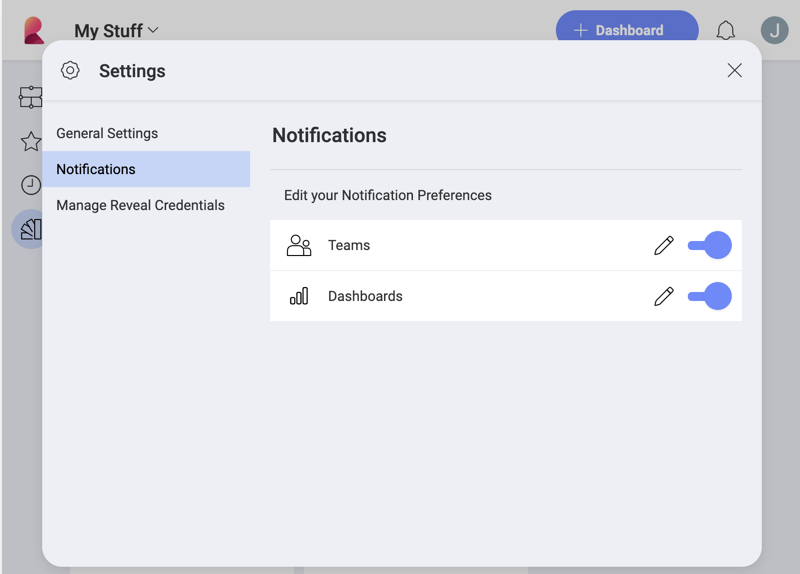 My Stuff
Dashboard
J
Settings
General Settings
Notifications
Manage Reveal Credentials
Notifications
Edit your Notification Preferences
Teams
Dashboards